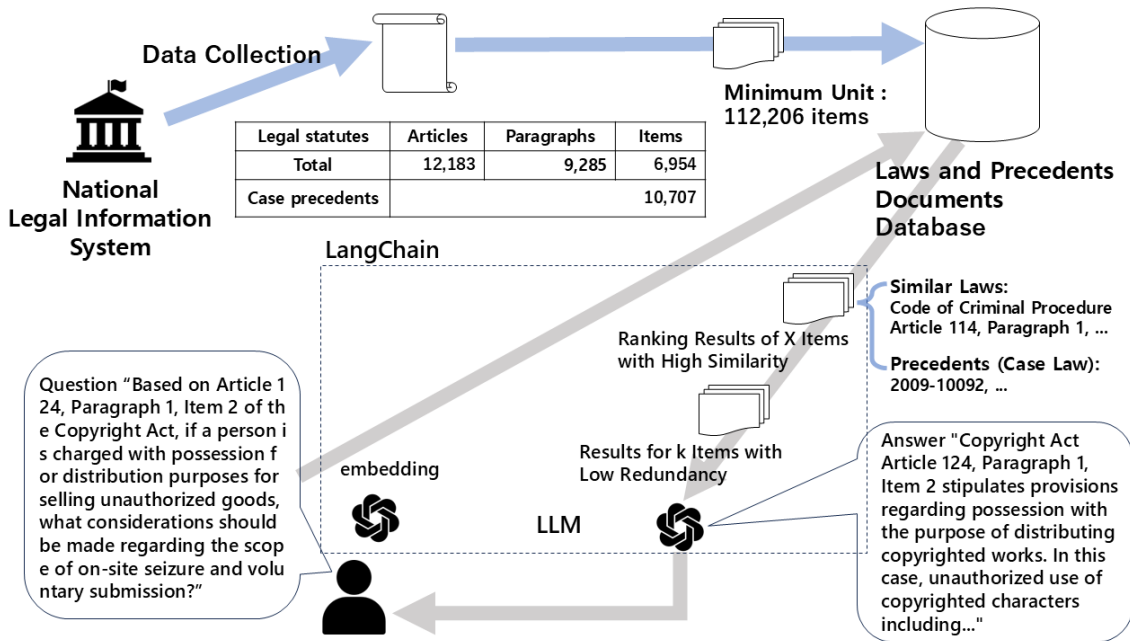 Data Collection
Minimum Unit :
112,206 items
Legal statutes Articles Paragraphs Items
Total 12,183 9,285 6,954
Case precedents 10,707
National
Legal Information
System
Laws and Precedents
Documents
Database
LangChain
Similar Laws:
Code of Criminal Procedure
Article 114, Paragraph 1, ...
Precedents (Case Law):
2009-10092, ...
Ranking Results of X Items
with High Similarity
Question “Based on Article 1
24, Paragraph 1, Item 2 of th
e Copyright Act, if a person i
s charged with possession f
or distribution purposes for
selling unauthorized goods,
what considerations should
be made regarding the scop
e of on-site seizure and volu
ntary submission?”
Results for k Items with
Low Redundancy
embedding
LLM
Answer "Copyright Act
Article 124, Paragraph 1,
Item 2 stipulates provisions
regarding possession with
the purpose of distributing
copyrighted works. In this
case, unauthorized use of
copyrighted characters
including..."